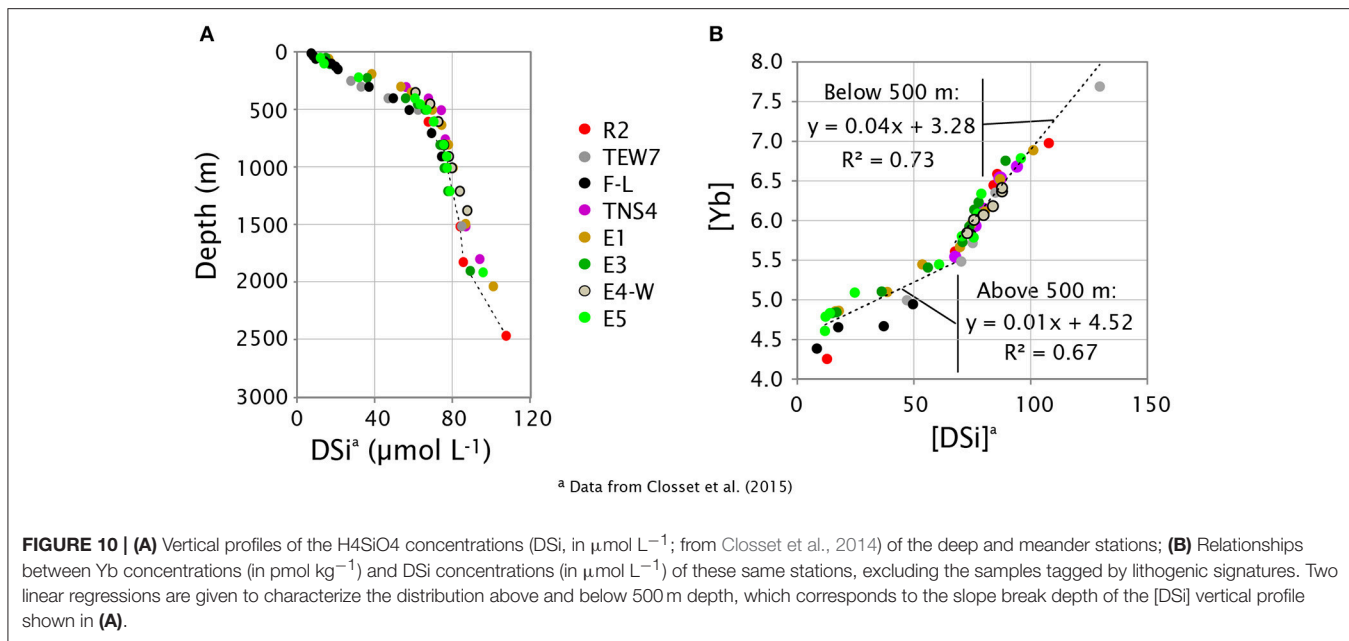 A
0
500
1000
1500
2000
2500
3000
Depth (m)
0 40 80 120
DSiᵃ (µmol L⁻¹)
R2
TEW7
F-L
TNS4
E1
E3
E4-W
E5
B
8.0
7.5
7.0
6.5
6.0
5.5
5.0
4.5
4.0
[Yb]
Below 500 m:
y = 0.04x + 3.28
R² = 0.73
Above 500 m:
y = 0.01x + 4.52
R² = 0.67
0 50 100 150
[DSi]ᵃ
ᵃ Data from Closset et al. (2015)
FIGURE 10 | (A) Vertical profiles of the H4SiO4 concentrations (DSi, in µmol L⁻¹; from Closset et al., 2014) of the deep and meander stations; (B) Relationships
between Yb concentrations (in pmol kg⁻¹) and DSi concentrations (in µmol L⁻¹) of these same stations, excluding the samples tagged by lithogenic signatures. Two
linear regressions are given to characterize the distribution above and below 500 m depth, which corresponds to the slope break depth of the [DSi] vertical profile
shown in (A).